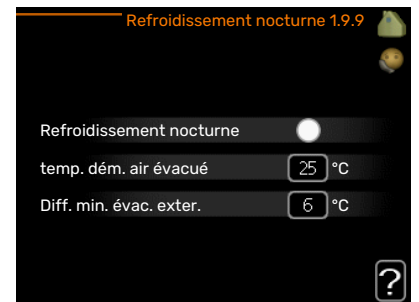 Refroidissement nocturne 1.9.9
Refroidissement nocturne
temp. dém. air évacué 25 °C
Diff. min. évac. exter. 6 °C
?